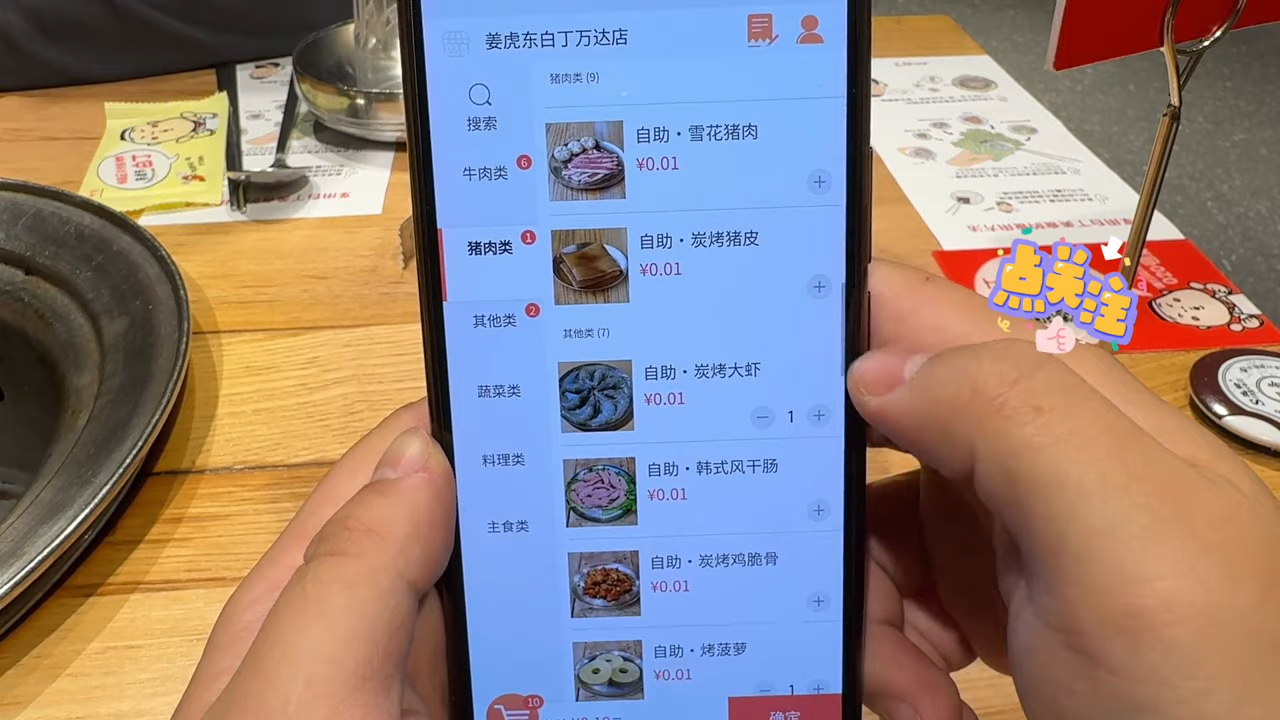 姜虎东白丁万达店
搜索
牛肉类
6
猪肉类
1
其他类
2
蔬菜类
料理类
主食类
猪肉类 (9)
自助·雪花猪肉
¥0.01
+
自助·炭烤猪皮
¥0.01
+
其他类 (7)
自助·炭烤大虾
¥0.01
− 1 +
自助·韩式风干肠
¥0.01
+
自助·炭烤鸡脆骨
¥0.01
+
自助·烤菠萝
¥0.01
− 1 +
10
确定
点关注
白丁